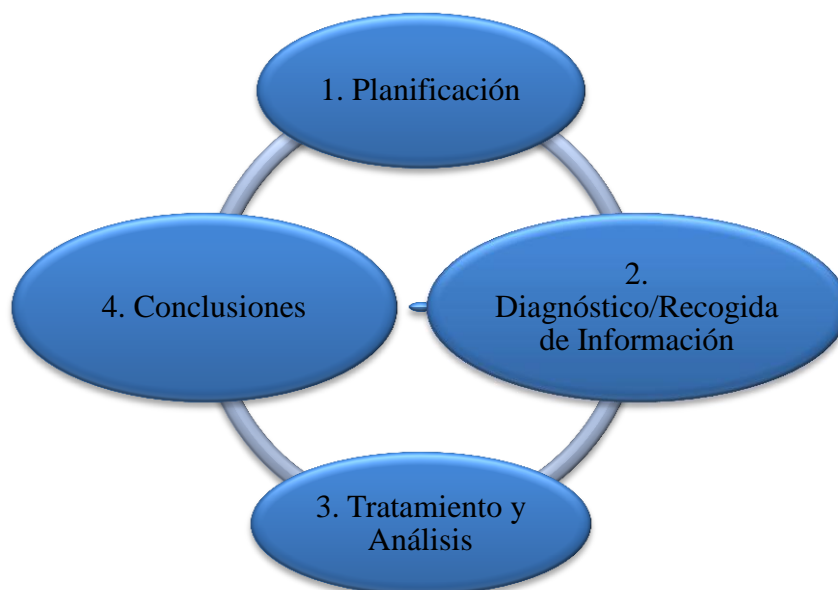 1. Planificación
2.
Diagnóstico/Recogida
de Información
3. Tratamiento y
Análisis
4. Conclusiones